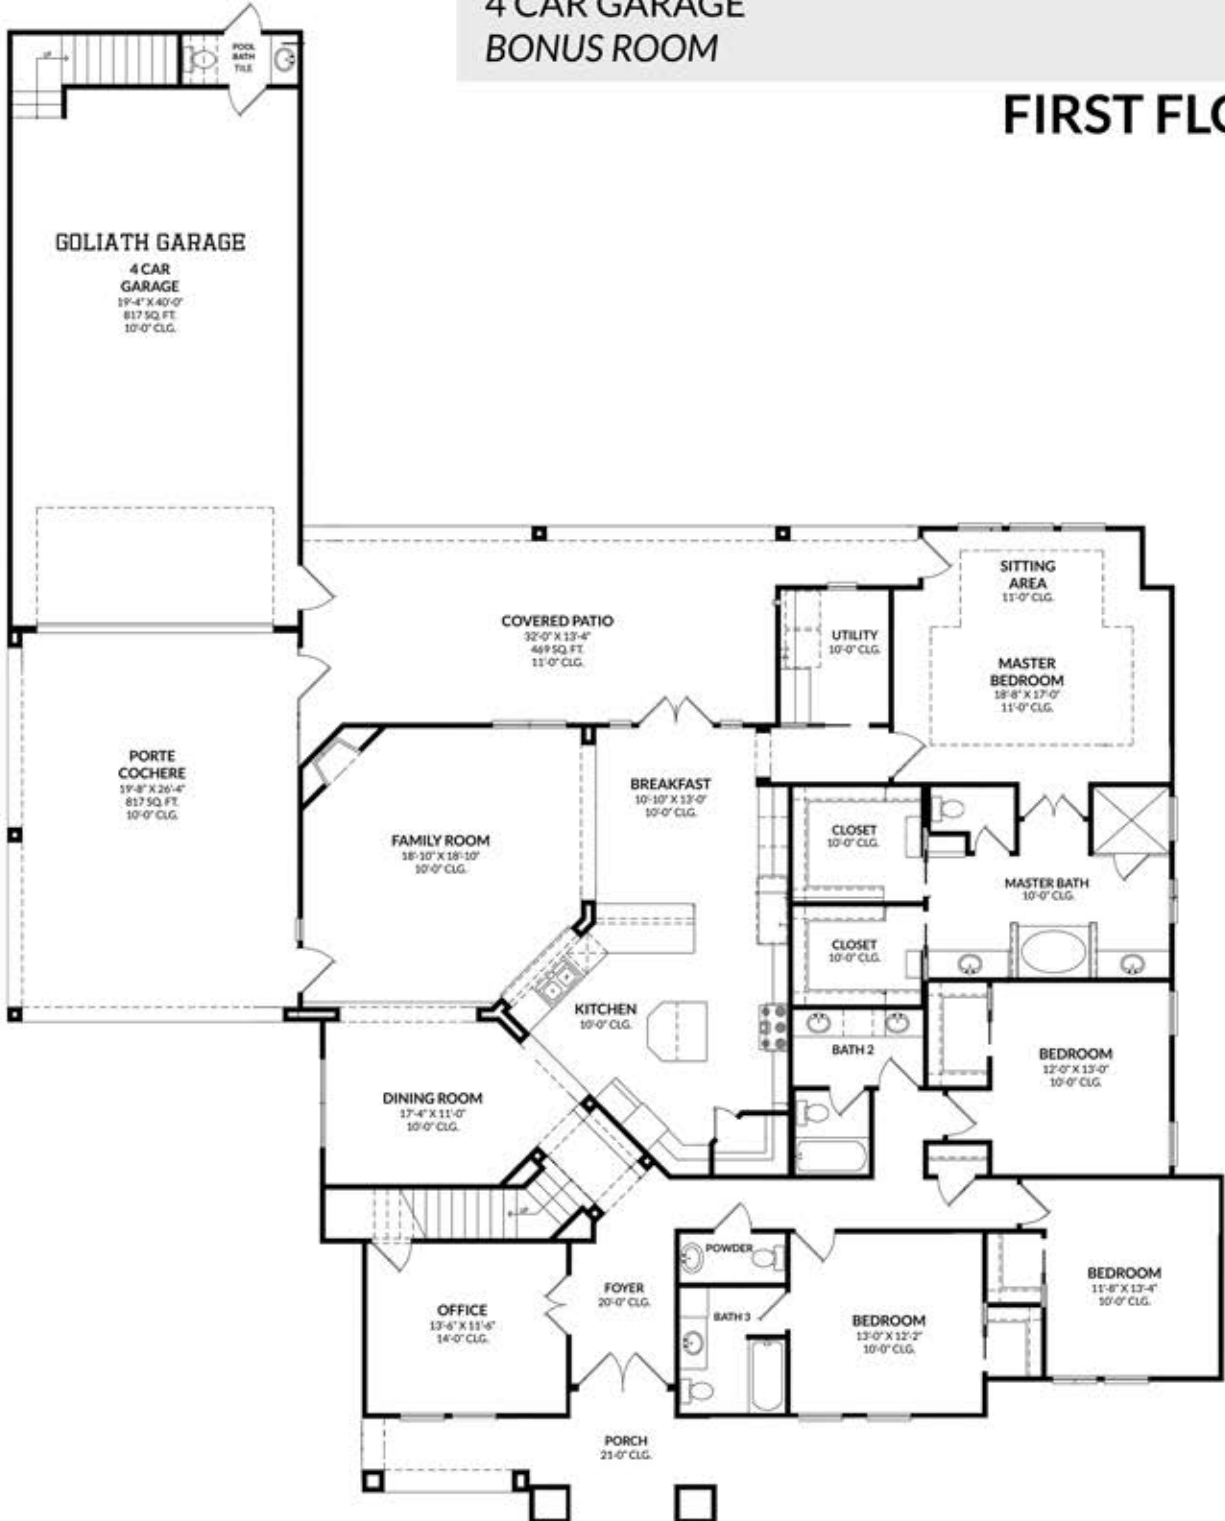 4 CAR GARAGE
BONUS ROOM
FIRST FLO
UP
POOL
BATH
TILE
GOLIATH GARAGE
4 CAR
GARAGE
19'-4" X 40'-0"
817 SQ. FT.
10'-0" CLG.
COVERED PATIO
32'-0" X 13'-4"
469 SQ. FT.
11'-0" CLG.
UTILITY
10'-0" CLG.
SITTING
AREA
11'-0" CLG.
MASTER
BEDROOM
18'-8" X 17'-0"
11'-0" CLG.
PORTE
COCHERE
19'-8" X 26'-4"
817 SQ. FT.
10'-0" CLG.
FAMILY ROOM
18'-10" X 18'-10"
10'-0" CLG.
BREAKFAST
10'-10" X 13'-0"
10'-0" CLG.
CLOSET
10'-0" CLG.
MASTER BATH
10'-0" CLG.
CLOSET
10'-0" CLG.
KITCHEN
10'-0" CLG.
BATH 2
BEDROOM
12'-0" X 13'-0"
10'-0" CLG.
DINING ROOM
17'-4" X 11'-0"
10'-0" CLG.
UP
POWDER
FOYER
20'-0" CLG.
OFFICE
13'-6" X 11'-6"
14'-0" CLG.
BATH 3
BEDROOM
13'-0" X 12'-2"
10'-0" CLG.
BEDROOM
11'-8" X 13'-4"
10'-0" CLG.
PORCH
21'-0" CLG.